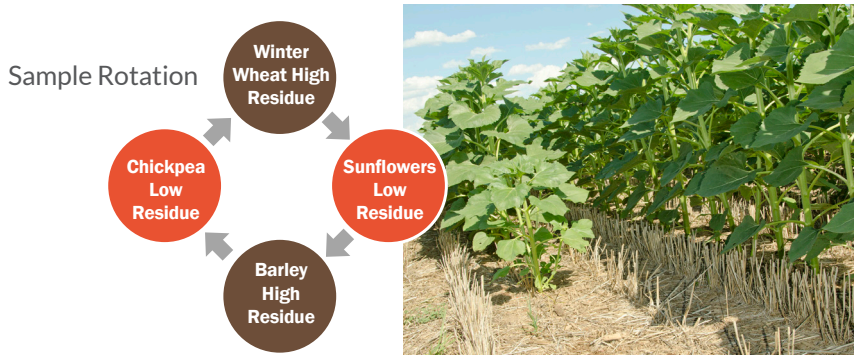 Sample Rotation
Winter
Wheat High
Residue
Sunflowers
Low
Residue
Barley
High
Residue
Chickpea
Low
Residue